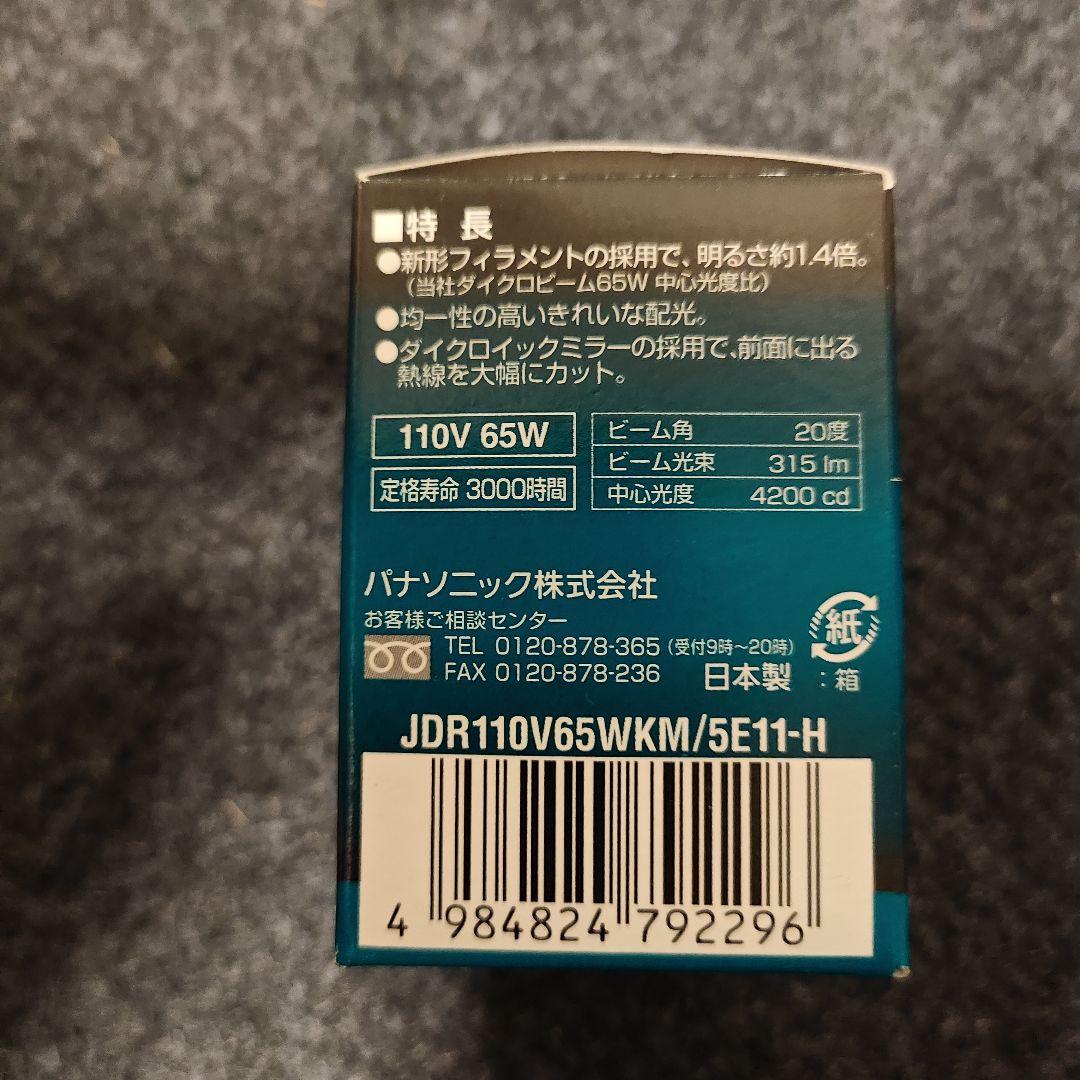 ■特 長
●新形フィラメントの採用で、明るさ約1.4倍。
（当社ダイクロビーム65W 中心光度比）
●均一性の高いきれいな配光。
●ダイクロイックミラーの採用で、前面に出る
熱線を大幅にカット。
110V 65W
定格寿命 3000時間
ビーム角 20度
ビーム光束 315 lm
中心光度 4200 cd
パナソニック株式会社
お客様ご相談センター
TEL 0120-878-365（受付9時〜20時）
FAX 0120-878-236
日本製
紙
：箱
JDR110V65WKM/5E11-H
4 984824 792296